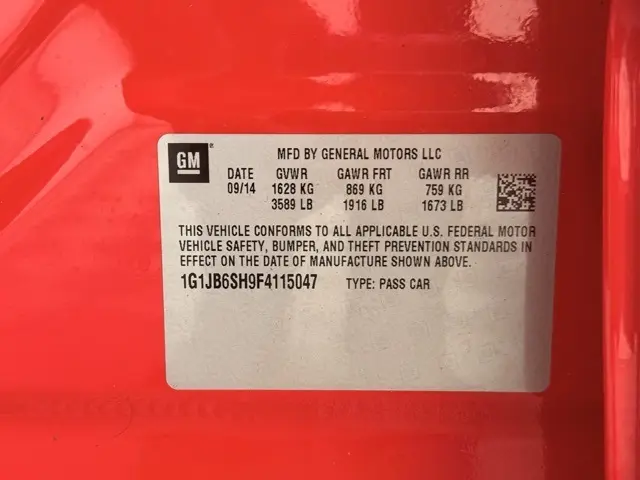 GM ® MFD BY GENERAL MOTORS LLC
DATE GVWR GAWR FRT GAWR RR
09/14 1628 KG 869 KG 759 KG
3589 LB 1916 LB 1673 LB
THIS VEHICLE CONFORMS TO ALL APPLICABLE U.S. FEDERAL MOTOR
VEHICLE SAFETY, BUMPER, AND THEFT PREVENTION STANDARDS IN
EFFECT ON THE DATE OF MANUFACTURE SHOWN ABOVE.
1G1JB6SH9F4115047 TYPE: PASS CAR